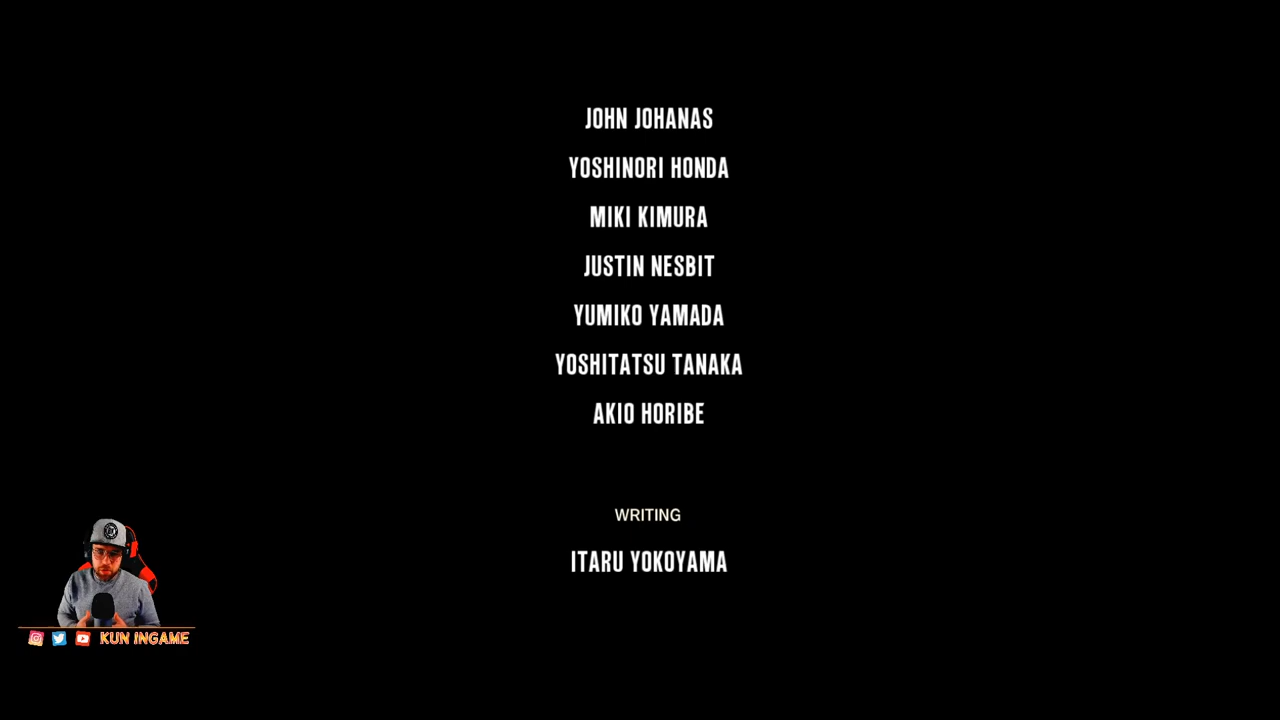 JOHN JOHANAS
YOSHINORI HONDA
MIKI KIMURA
JUSTIN NESBIT
YUMIKO YAMADA
YOSHITATSU TANAKA
AKIO HORIBE
WRITING
ITARU YOKOYAMA
KUN INGAME